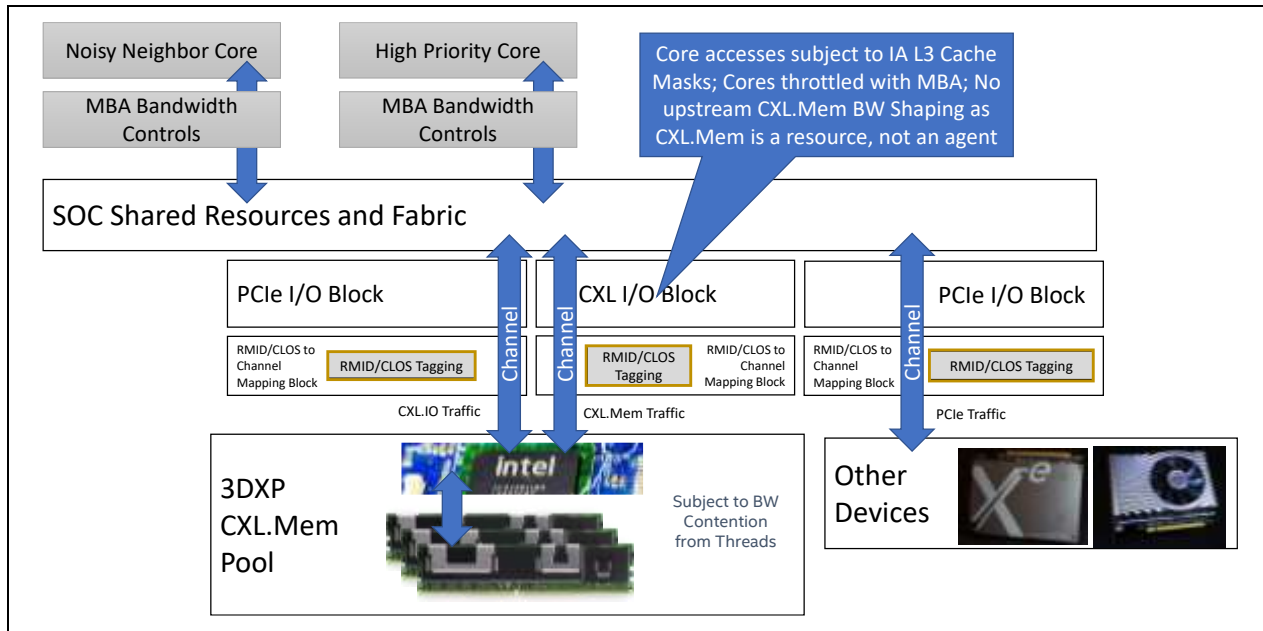 Noisy Neighbor Core
High Priority Core
MBA Bandwidth
Controls
MBA Bandwidth
Controls
Core accesses subject to IA L3 Cache
Masks; Cores throttled with MBA; No
upstream CXL.Mem BW Shaping as
CXL.Mem is a resource, not an agent
SOC Shared Resources and Fabric
PCIe I/O Block
Channel
CXL I/O Block
Channel
PCIe I/O Block
Channel
RMID/CLOS to
Channel
Mapping Block
RMID/CLOS Tagging
RMID/CLOS
Tagging
RMID/CLOS to
Channel
Mapping Block
RMID/CLOS to
Channel
Mapping Block
RMID/CLOS Tagging
CXL.IO Traffic
CXL.Mem Traffic
PCIe Traffic
3DXP
CXL.Mem
Pool
intel
Subject to BW
Contention
from Threads
Other
Devices
Xe